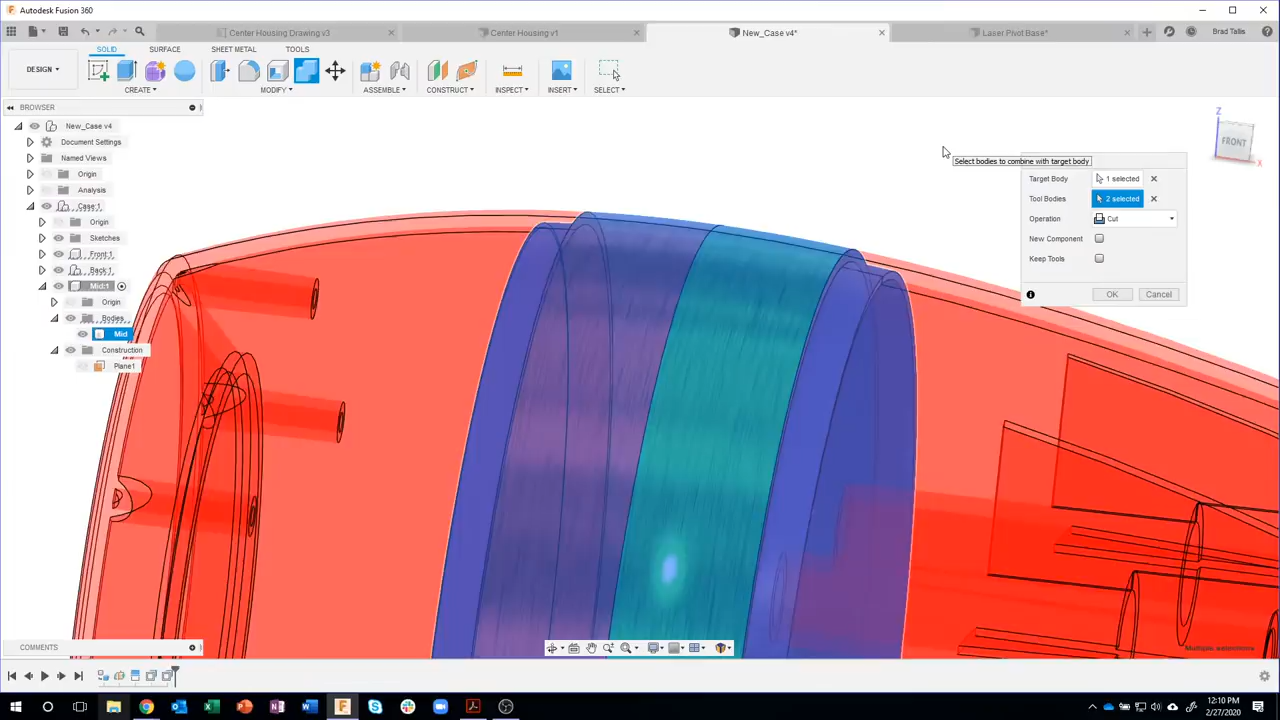 Autodesk Fusion 360
Center Housing Drawing v3
Center Housing v1
New_Case v4*
Laser Pivot Base*
Brad Tallis
DESIGN
SOLID
SURFACE
SHEET METAL
TOOLS
CREATE
MODIFY
ASSEMBLE
CONSTRUCT
INSPECT
INSERT
SELECT
BROWSER
New_Case v4
Document Settings
Named Views
Origin
Analysis
Case:1
Origin
Sketches
Front:1
Back:1
Mid:1
Origin
Bodies
Mid
Construction
Plane1
Z
FRONT
X
Select bodies to combine with target body
Target Body
1 selected
Tool Bodies
2 selected
Operation
Cut
New Component
Keep Tools
OK
Cancel
Multiple selections
COMMENTS
12:10 PM
2/27/2020